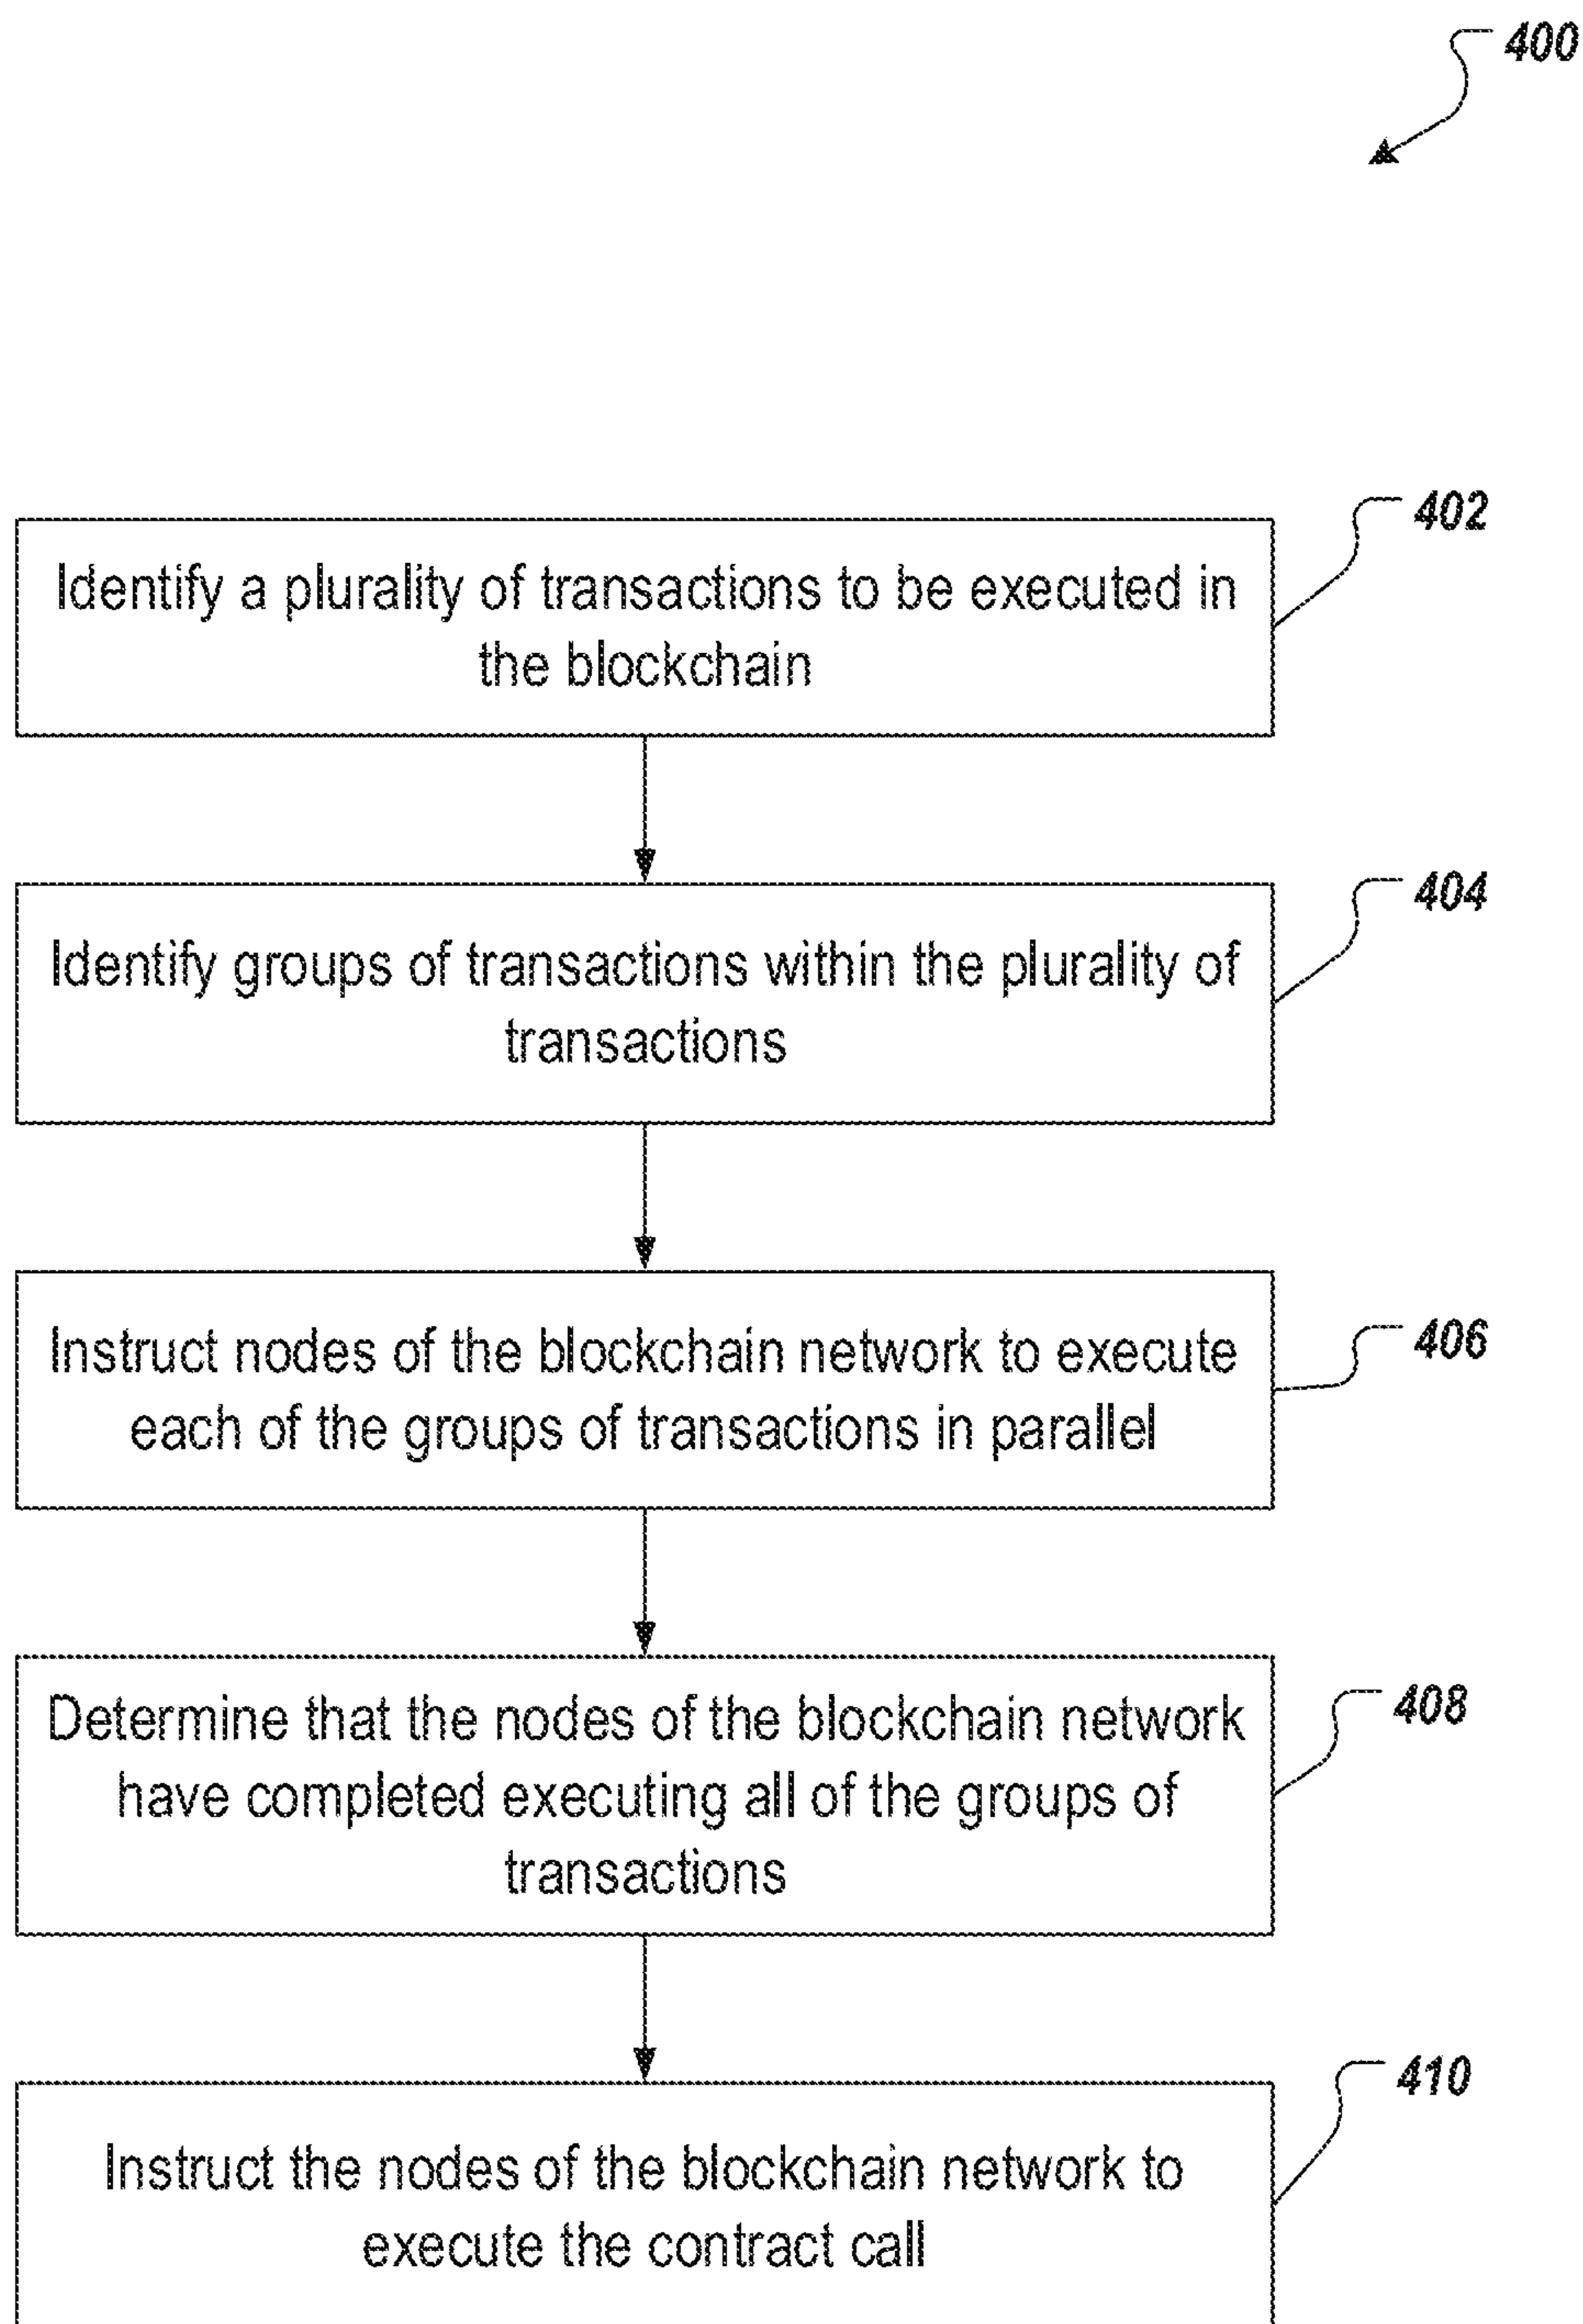 400
402
Identify a plurality of transactions to be executed in
the blockchain
404
Identify groups of transactions within the plurality of
transactions
406
Instruct nodes of the blockchain network to execute
each of the groups of transactions in parallel
408
Determine that the nodes of the blockchain network
have completed executing all of the groups of
transactions
410
Instruct the nodes of the blockchain network to
execute the contract call